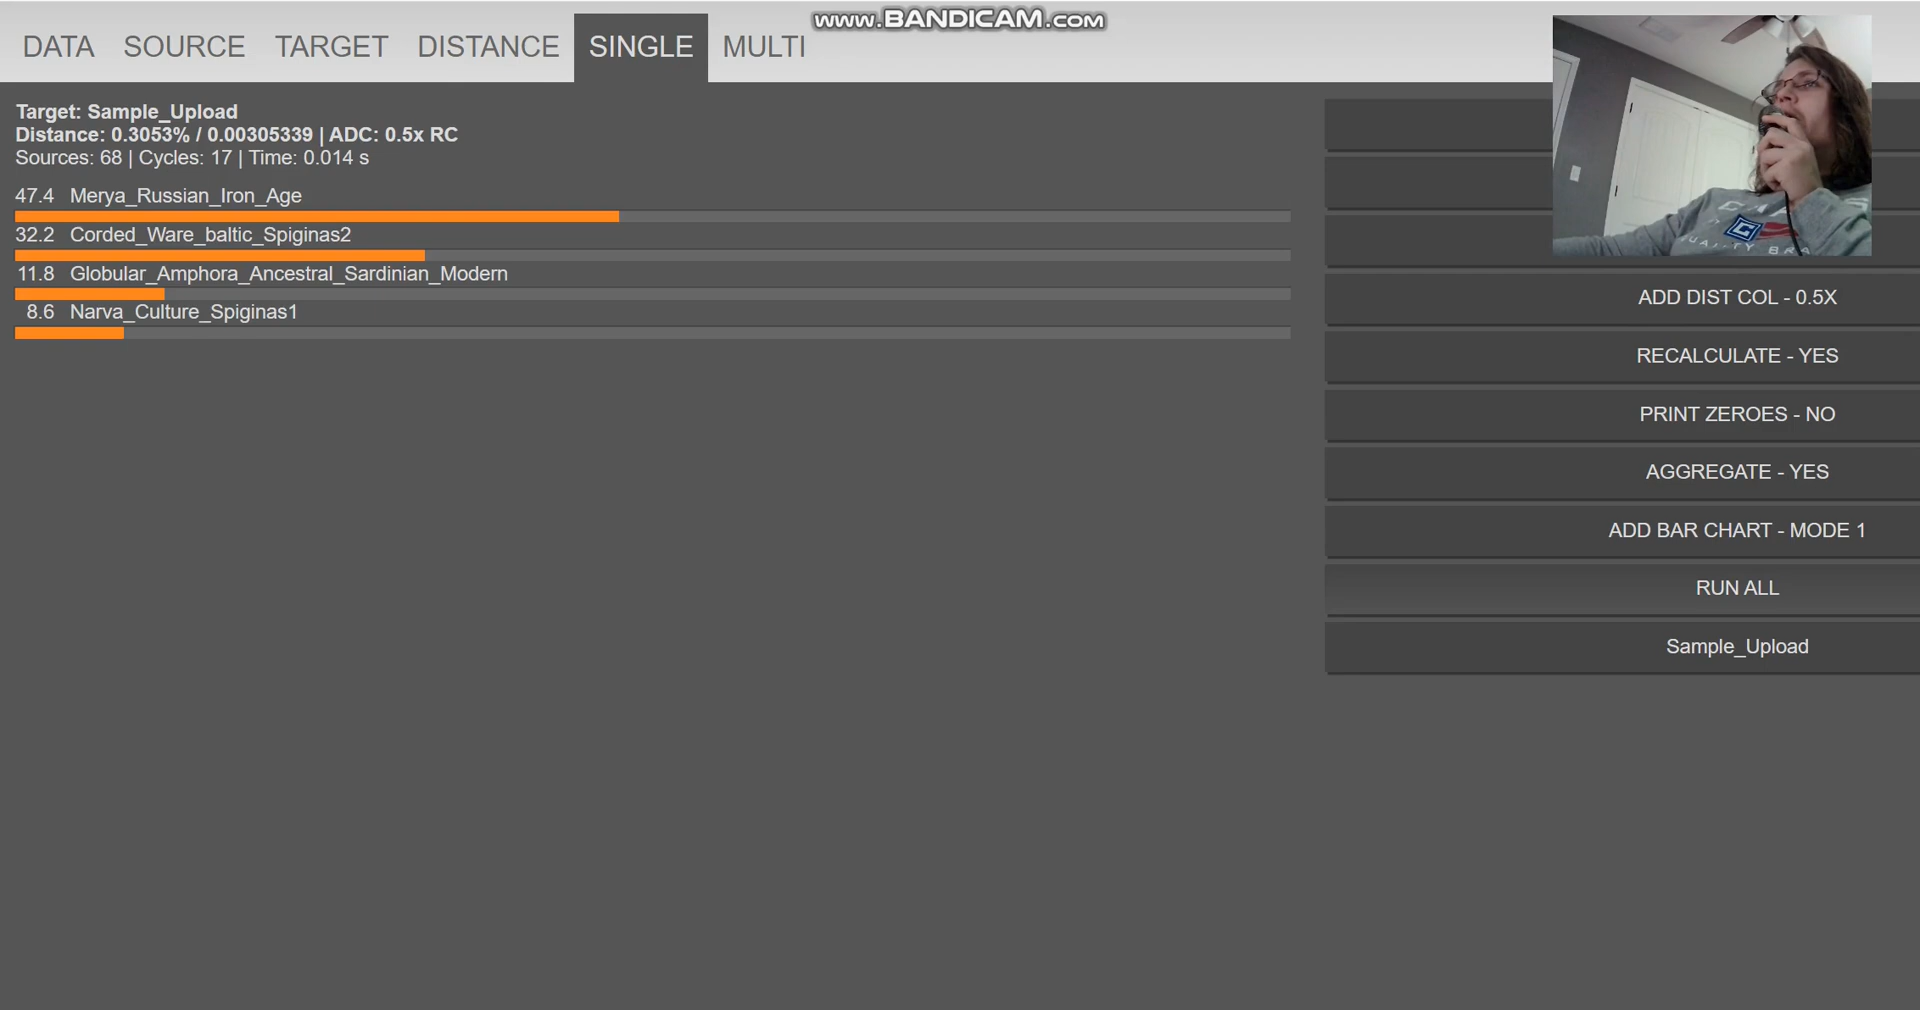 www.BANDICAM.com
DATA SOURCE TARGET DISTANCE SINGLE MULTI
Target: Sample_Upload
Distance: 0.3053% / 0.00305339 | ADC: 0.5x RC
Sources: 68 | Cycles: 17 | Time: 0.014 s
47.4 Merya_Russian_Iron_Age
32.2 Corded_Ware_baltic_Spiginas2
11.8 Globular_Amphora_Ancestral_Sardinian_Modern
8.6 Narva_Culture_Spiginas1
ADD DIST COL - 0.5X
RECALCULATE - YES
PRINT ZEROES - NO
AGGREGATE - YES
ADD BAR CHART - MODE 1
RUN ALL
Sample_Upload